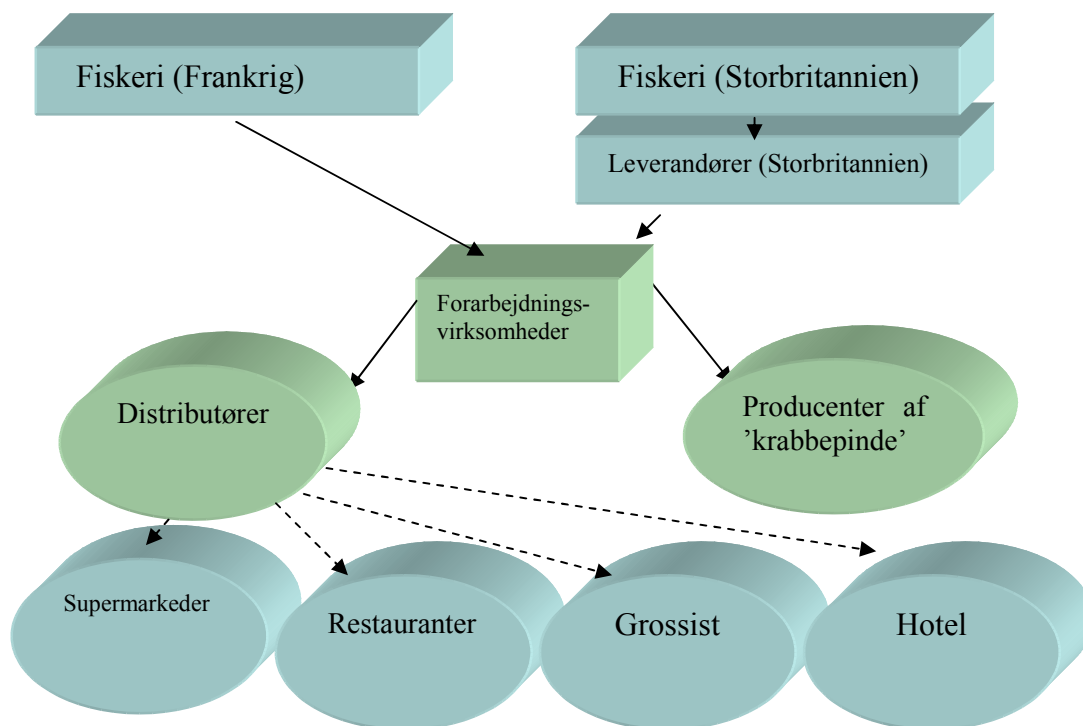 Fiskeri (Frankrig)
Fiskeri (Storbritannien)
Leverandører (Storbritannien)
Forarbejdnings-
virksomheder
Distributører
Producenter af
’krabbepinde’
Supermarkeder
Restauranter
Grossist
Hotel